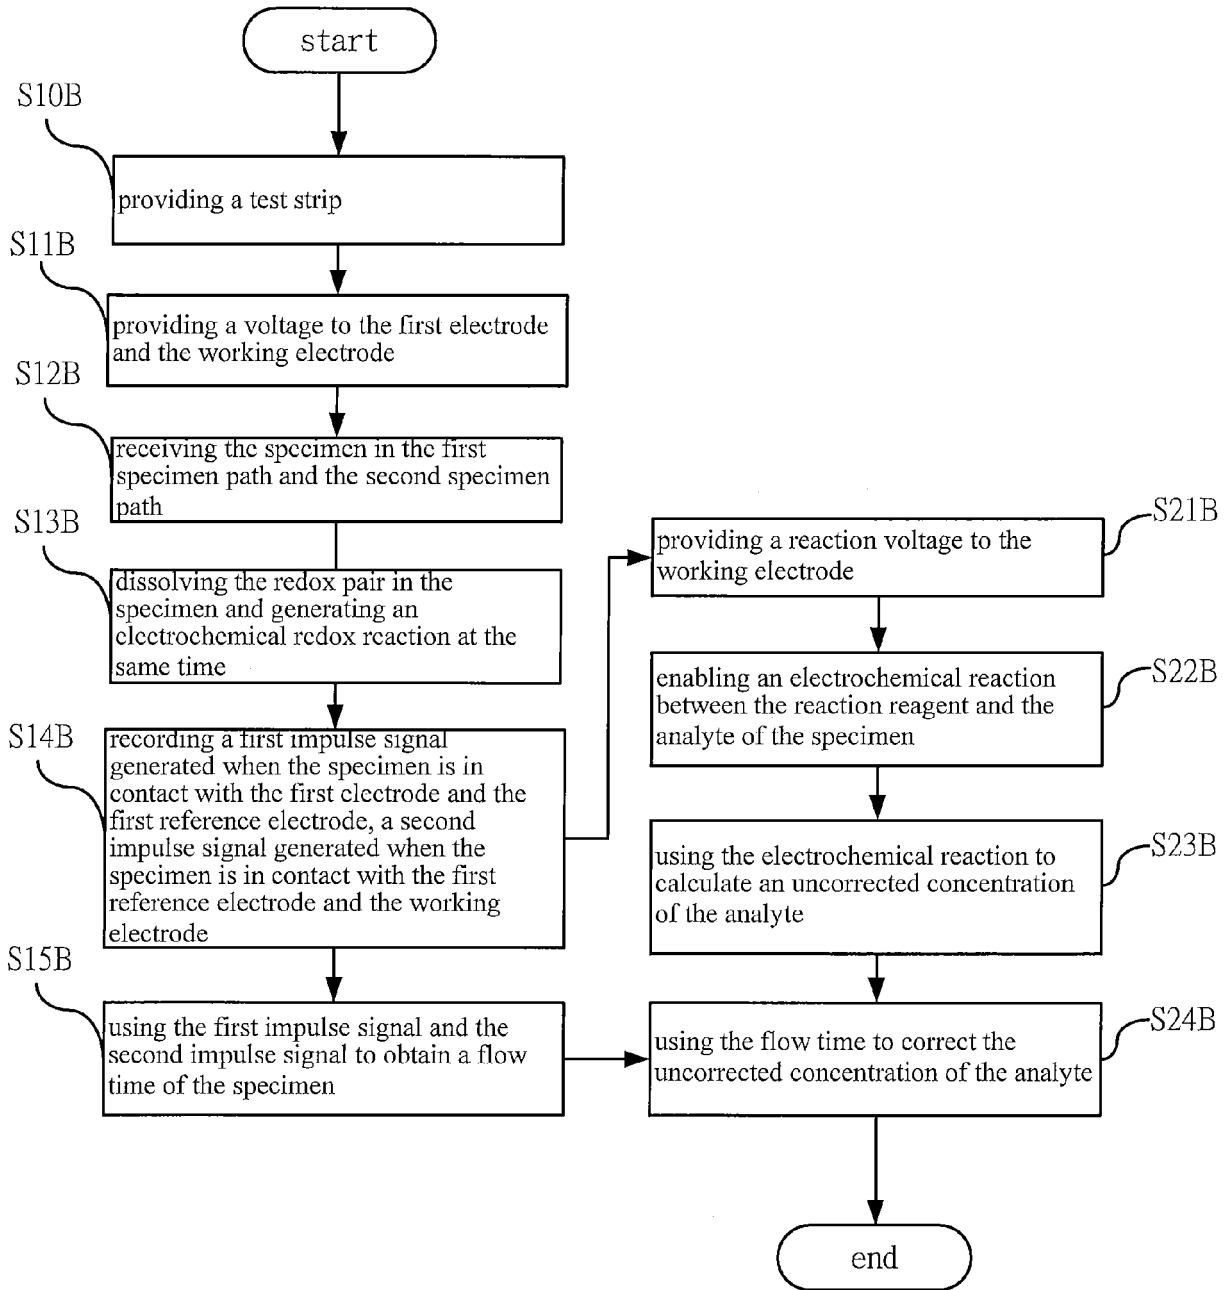 start
S10B
providing a test strip
S11B
providing a voltage to the first electrode
and the working electrode
S12B
receiving the specimen in the first
specimen path and the second specimen
path
S13B
dissolving the redox pair in the
specimen and generating an
electrochemical redox reaction at the
same time
S14B
recording a first impulse signal
generated when the specimen is in
contact with the first electrode and the
first reference electrode, a second
impulse signal generated when the
specimen is in contact with the first
reference electrode and the working
electrode
S15B
using the first impulse signal and the
second impulse signal to obtain a flow
time of the specimen
S21B
providing a reaction voltage to the
working electrode
S22B
enabling an electrochemical reaction
between the reaction reagent and the
analyte of the specimen
S23B
using the electrochemical reaction to
calculate an uncorrected concentration
of the analyte
S24B
using the flow time to correct the
uncorrected concentration of the analyte
end